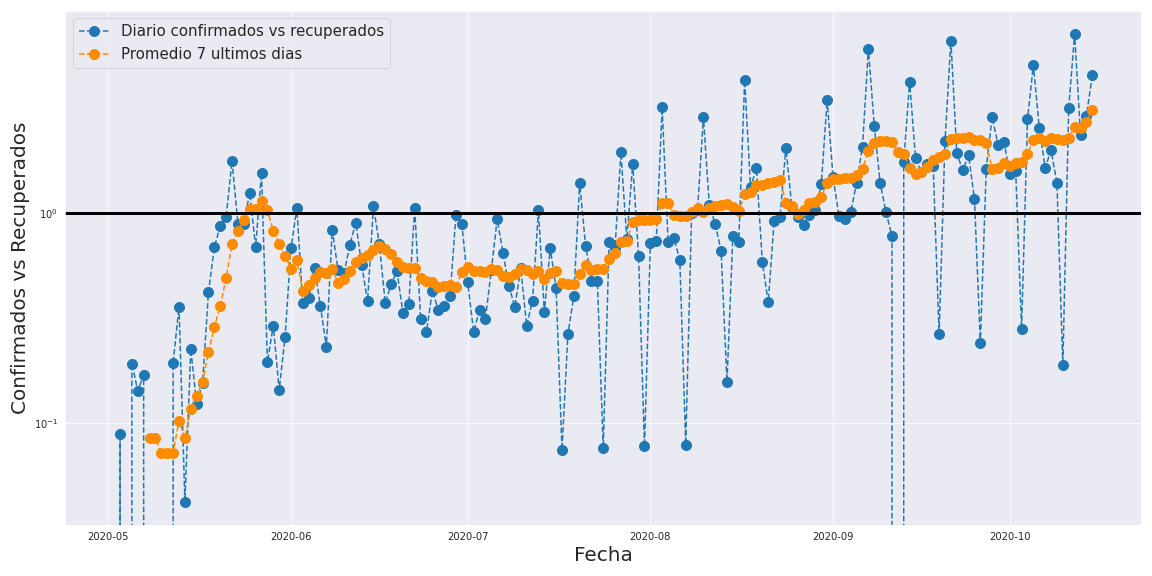 Diario confirmados vs recuperados
Promedio 7 ultimos dias
Confirmados vs Recuperados
10⁰
10⁻¹
2020-05
2020-06
2020-07
2020-08
2020-09
2020-10
Fecha